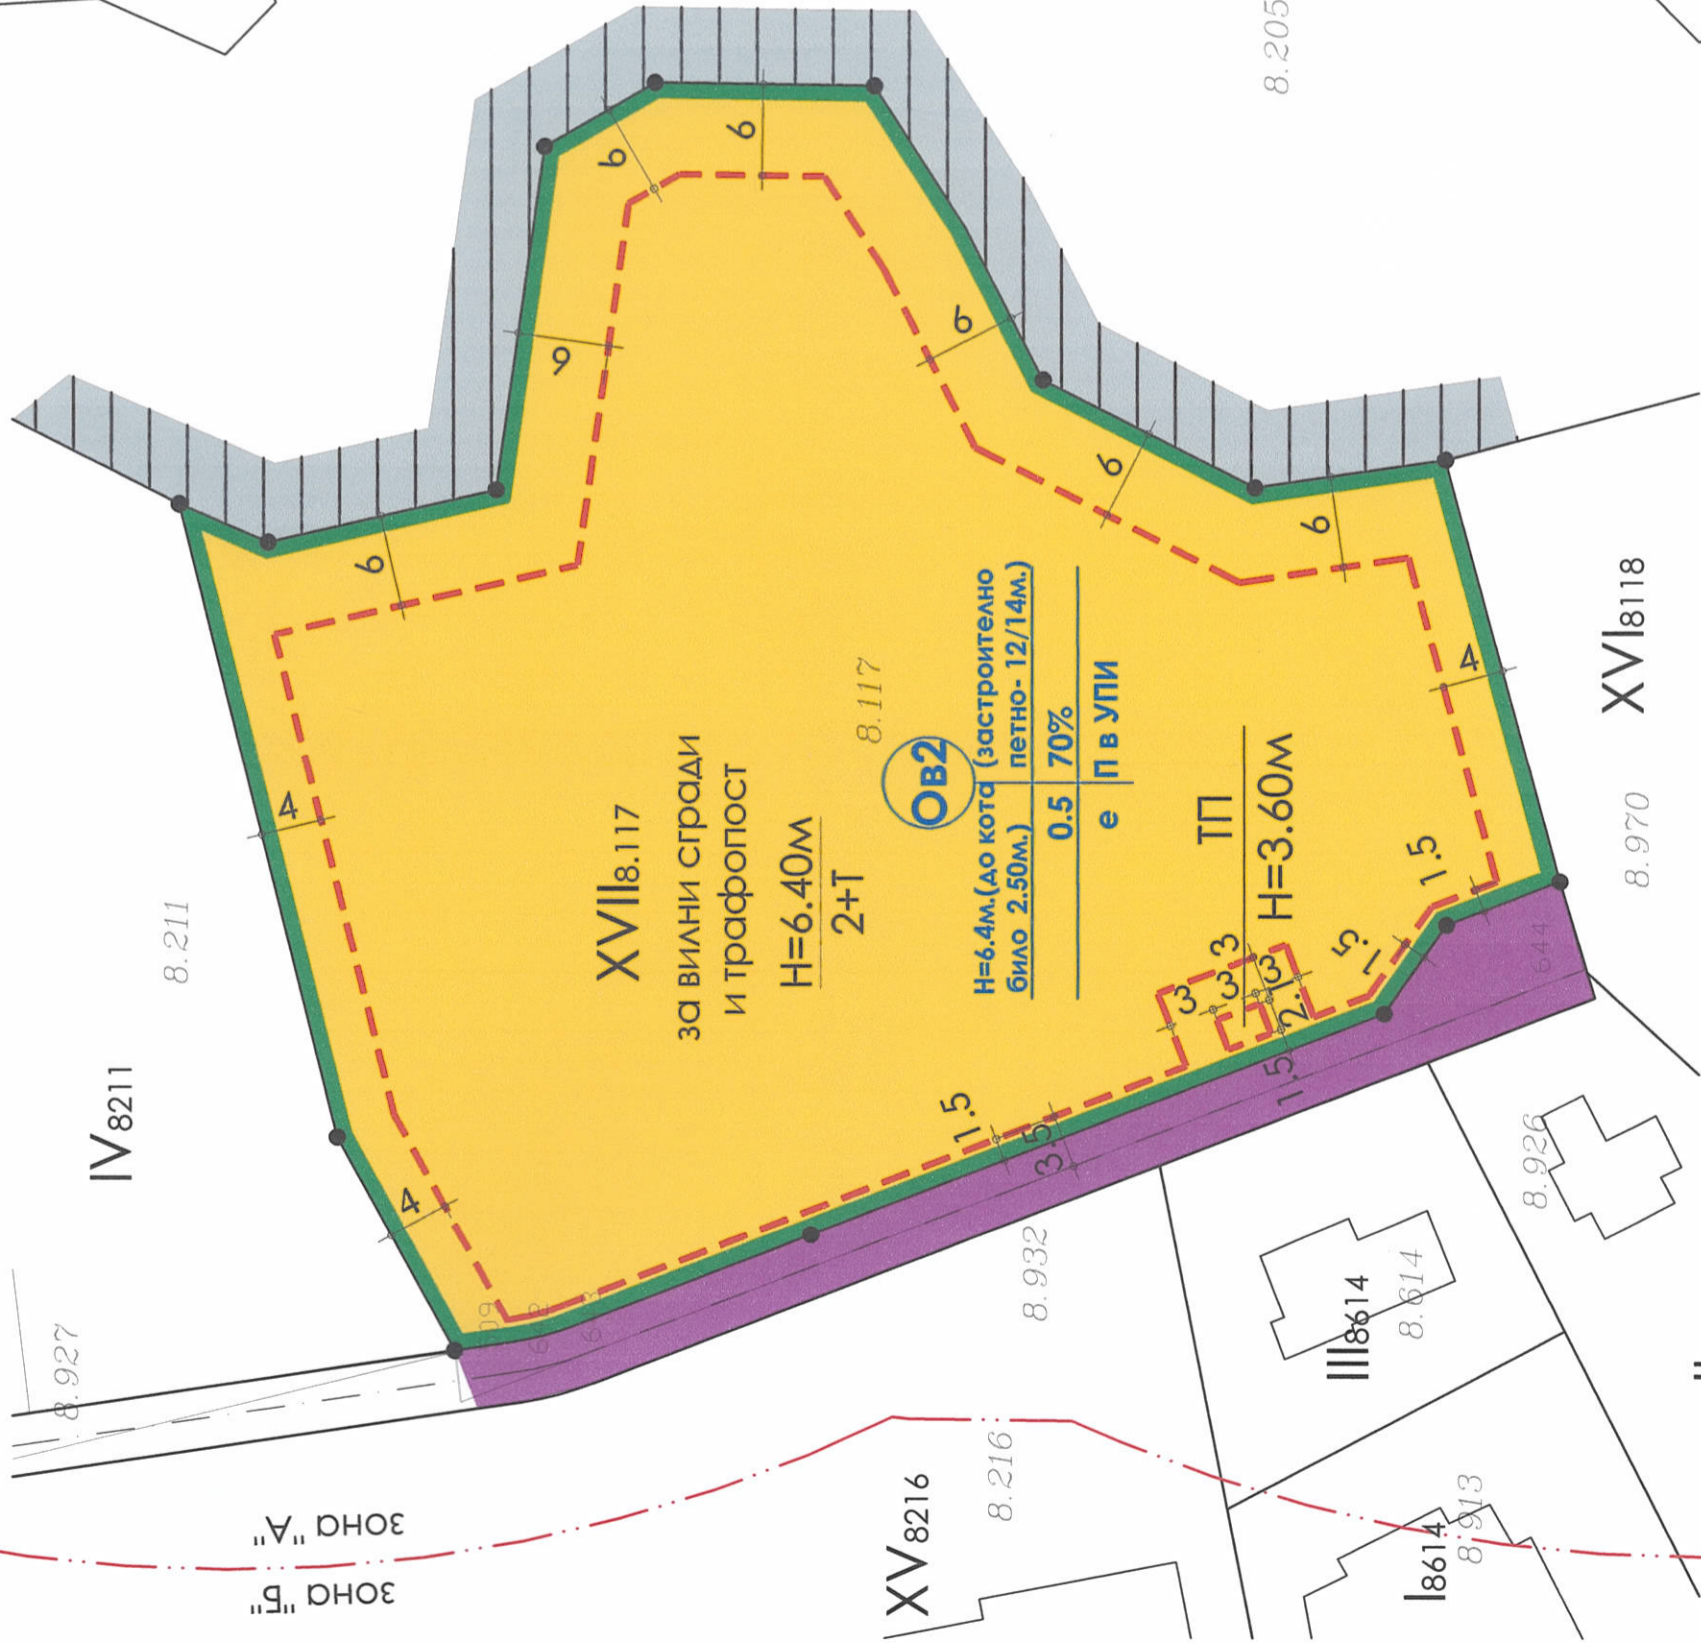 8.205
8.211
IV8211
8.927
XVII8.117
за вилни сгради
и трафопост
H=6.40м
2+Т
8.117
Ов2
H=6.4м.(до кота (застрoително
било 2.50м.) петно- 12/14м.)
0.5 70%
е П в УПИ
ТП
H=3.60м
XVI8118
8.970
6
6
6
6
6
6
6
4
4
4
1.5
1.5
1.5
3.5
1.5
3
3
3
3
2.1
644
8.932
8.926
III8614
8.614
XV8216
8.216
I8614
8.913
зона "А"
зона "Б"